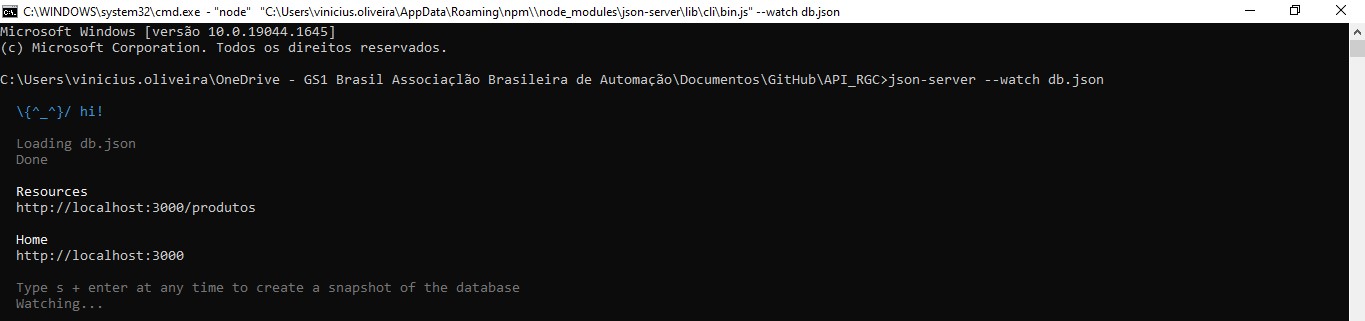 C:\WINDOWS\system32\cmd.exe - "node" "C:\Users\vinicius.oliveira\AppData\Roaming\npm\\node_modules\json-server\lib\cli\bin.js" --watch db.json
Microsoft Windows [versão 10.0.19044.1645]
(c) Microsoft Corporation. Todos os direitos reservados.
C:\Users\vinicius.oliveira\OneDrive - GS1 Brasil Associaçlão Brasileira de Automação\Documentos\GitHub\API_RGC>json-server --watch db.json
\{^_^}/ hi!
Loading db.json
Done
Resources
http://localhost:3000/produtos
Home
http://localhost:3000
Type s + enter at any time to create a snapshot of the database
Watching...